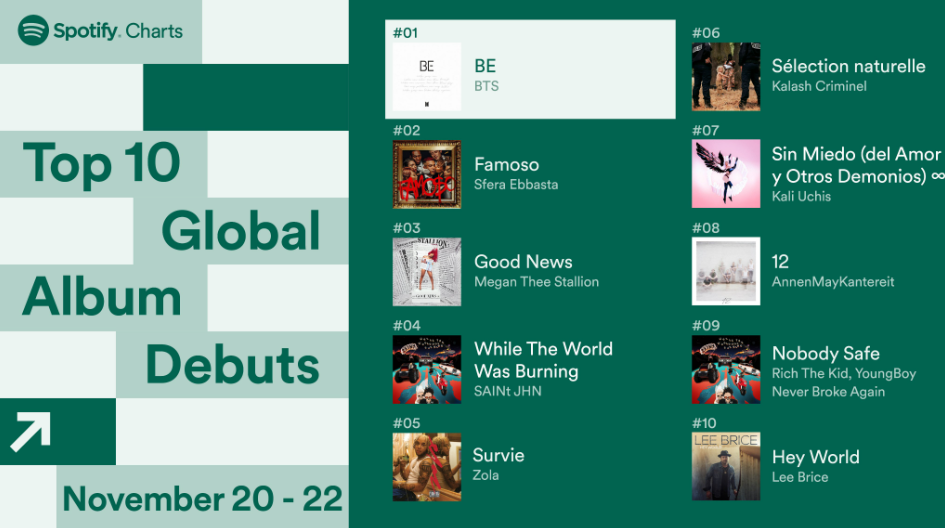 Spotify Charts
Top 10
Global
Album
Debuts
November 20 - 22
#01
BE
BE
BTS
#02
Famoso
Sfera Ebbasta
#03
Good News
Megan Thee Stallion
#04
While The World
Was Burning
SAINt JHN
#05
Survie
Zola
#06
Sélection naturelle
Kalash Criminel
#07
Sin Miedo (del Amor
y Otros Demonios) ∞
Kali Uchis
#08
12
AnnenMayKantereit
#09
Nobody Safe
Rich The Kid, YoungBoy
Never Broke Again
#10
LEE BRICE
Hey World
Lee Brice